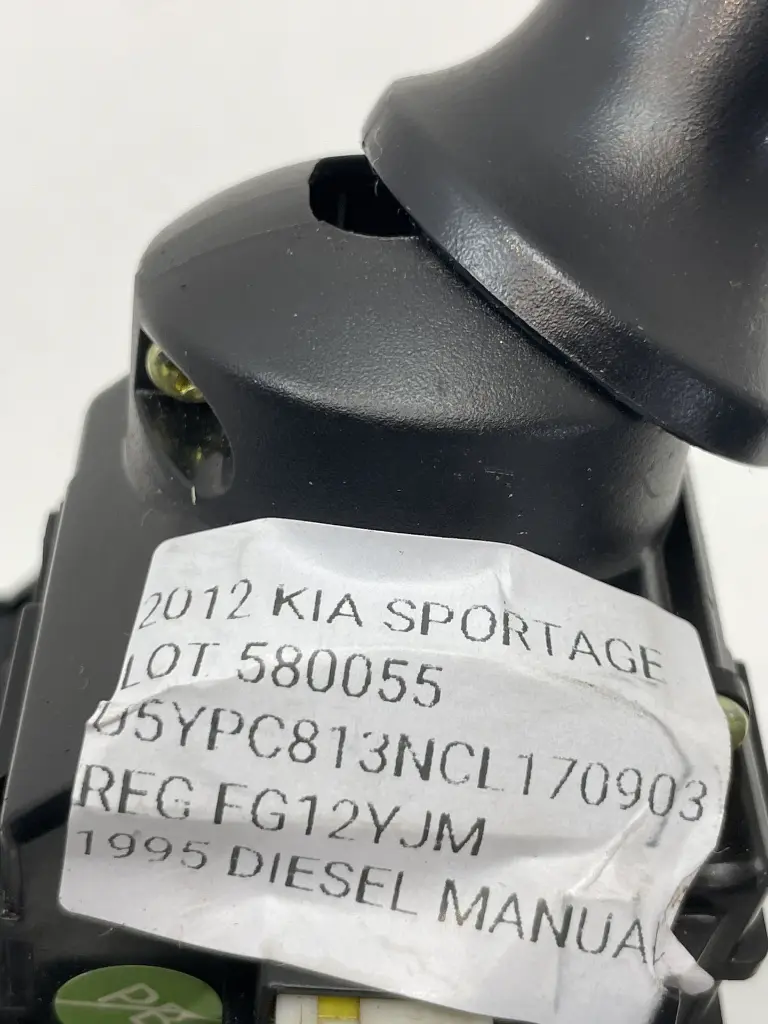 2012 KIA SPORTAGE
LOT 580055
U5YPC813NCL170903
REG FG12YJM
1995 DIESEL MANUAL